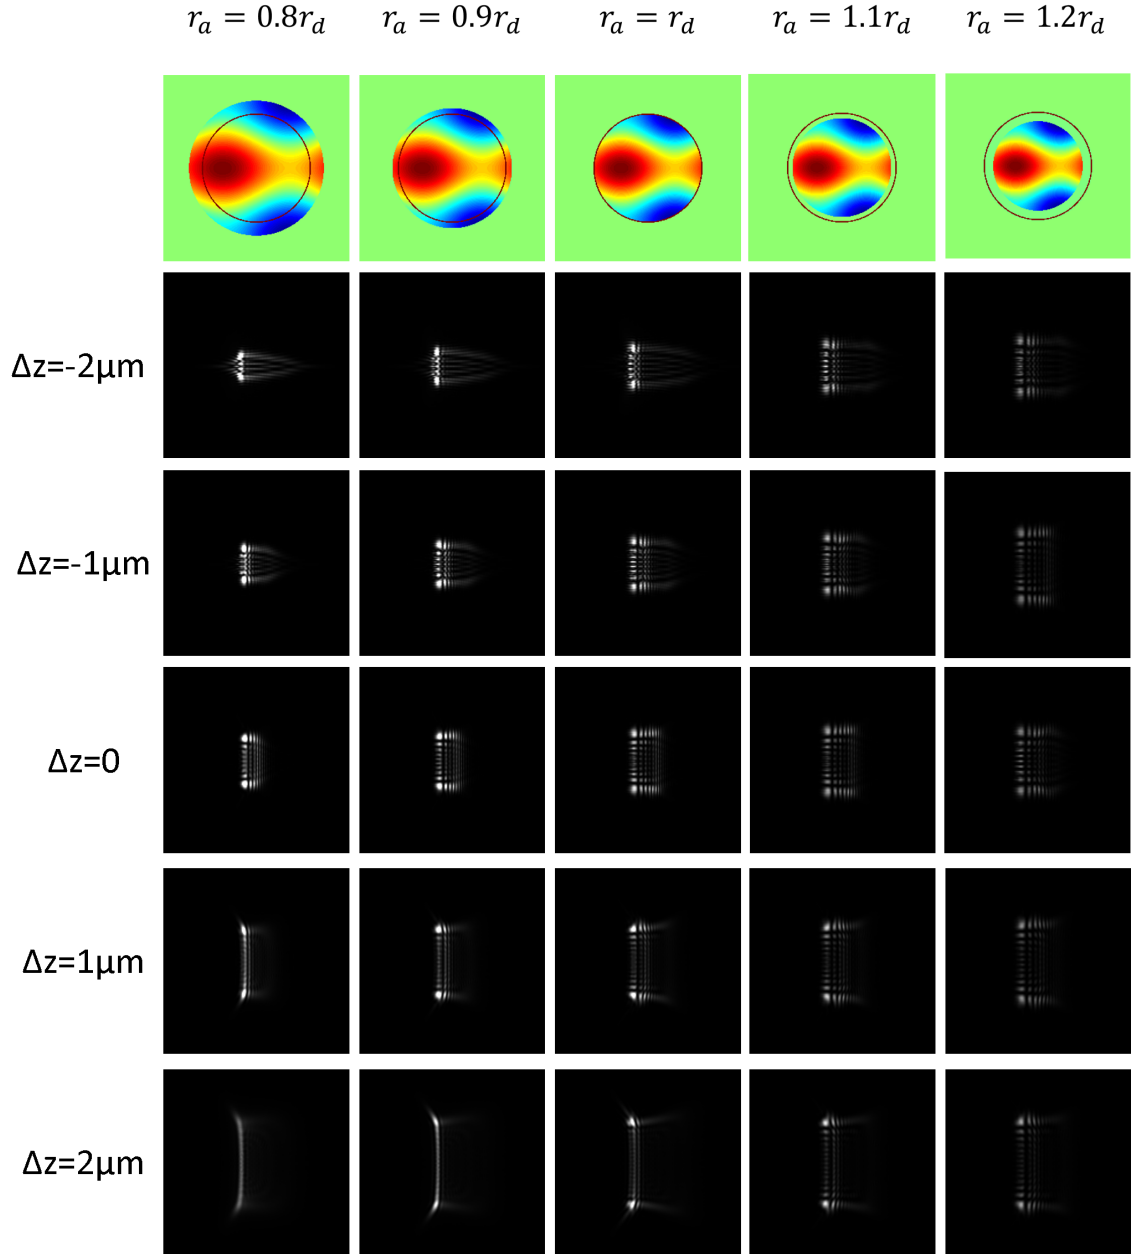 r_a = 0.8r_d r_a = 0.9r_d r_a = r_d r_a = 1.1r_d r_a = 1.2r_d
Δz=-2μm
Δz=-1μm
Δz=0
Δz=1μm
Δz=2μm